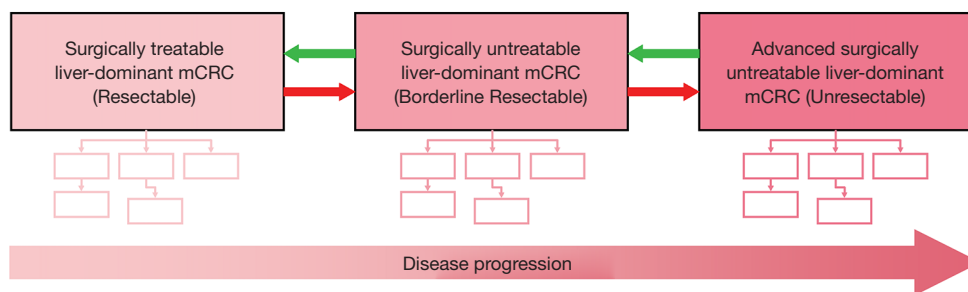 Surgically treatable
liver-dominant mCRC
(Resectable)
Surgically untreatable
liver-dominant mCRC
(Borderline Resectable)
Advanced surgically
untreatable liver-dominant
mCRC (Unresectable)
Disease progression